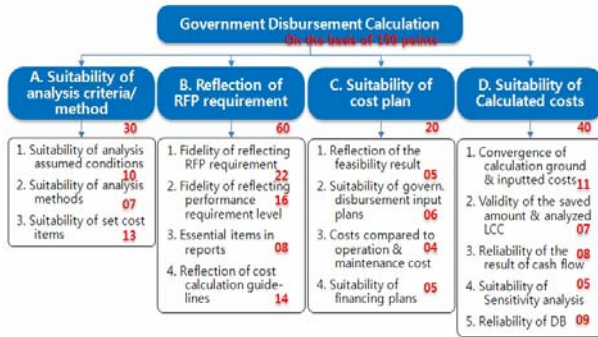 Government Disbursement Calculation
On the basis of 190 points
A. Suitability of
analysis criteria/
method
30
1. Suitability of analysis
assumed conditions
10
2. Suitability of analysis
methods 07
3. Suitability of set cost
items 13
B. Reflection of
RFP requirement
60
1. Fidelity of reflecting
RFP requirement
22
2. Fidelity of reflecting
performance 16
requirement level
3. Essential items in
reports 08
4. Reflection of cost
calculation guide-
lines 14
C. Suitability of
cost plan
20
1. Reflection of the
feasibility result
05
2. Suitability of govern.
disbursement input
plans 06
3. Costs compared to
operation & 04
maintenance cost
4. Suitability of 05
financing plans
D. Suitability of
Calculated costs
40
1. Convergence of
calculation ground
& inputted costs
11
2. Validity of the saved
amount & analyzed
LCC 07
3. Reliability of the 08
result of cash flow
4. Suitability of 05
Sensitivity analysis
5. Reliability of DB 09